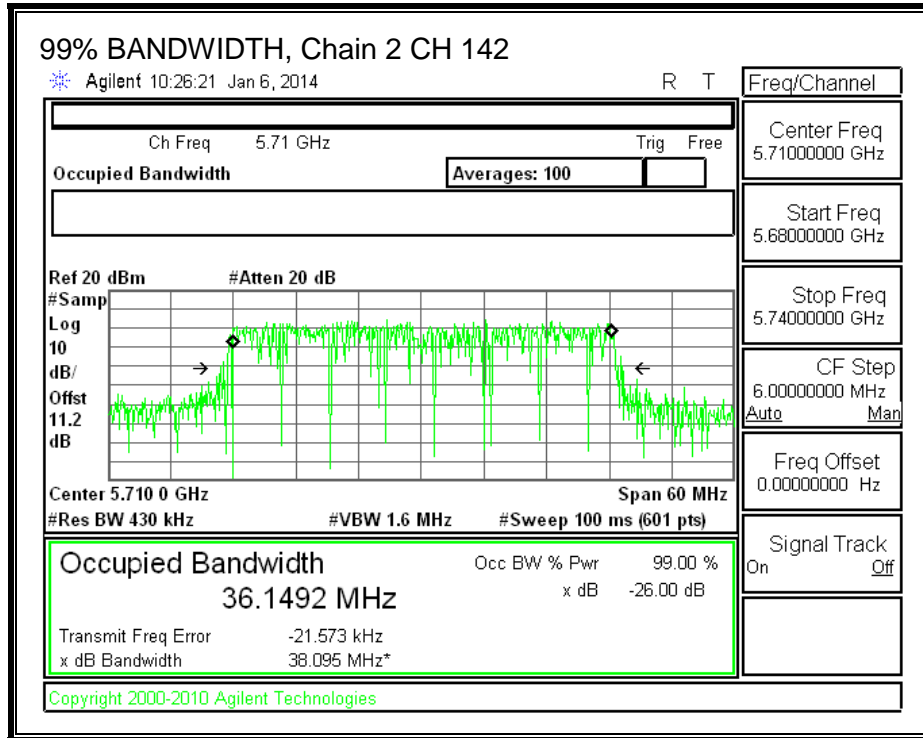 99% BANDWIDTH, Chain 2 CH 142
Agilent 10:26:21 Jan 6, 2014 R T
Freq/Channel
Ch Freq 5.71 GHz Trig Free
Occupied Bandwidth Averages: 100
Center Freq
5.71000000 GHz
Start Freq
5.68000000 GHz
Stop Freq
5.74000000 GHz
CF Step
6.00000000 MHz
Auto Man
Freq Offset
0.00000000 Hz
Signal Track
On Off
Ref 20 dBm #Atten 20 dB
#Samp
Log
10
dB/
Offst
11.2
dB
Center 5.710 0 GHz Span 60 MHz
#Res BW 430 kHz #VBW 1.6 MHz #Sweep 100 ms (601 pts)
Occupied Bandwidth Occ BW % Pwr 99.00 %
36.1492 MHz x dB -26.00 dB
Transmit Freq Error -21.573 kHz
x dB Bandwidth 38.095 MHz*
Copyright 2000-2010 Agilent Technologies